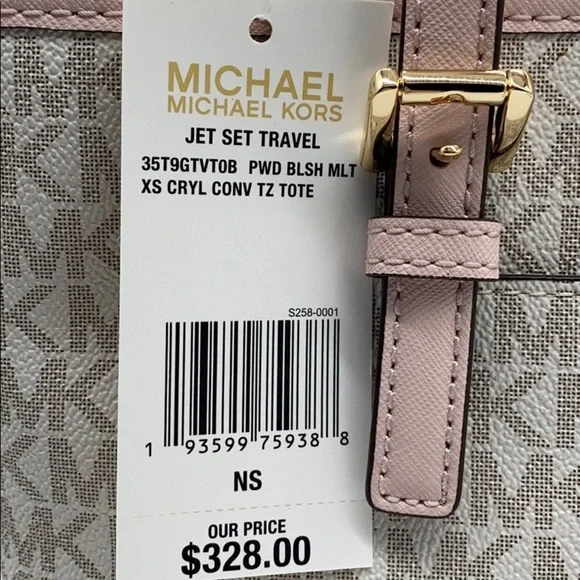 MICHAEL
MICHAEL KORS
JET SET TRAVEL
35T9GTVT0B PWD BLSH MLT
XS CRYL CONV TZ TOTE
S258-0001
1 93599 75938 8
NS
OUR PRICE
$328.00